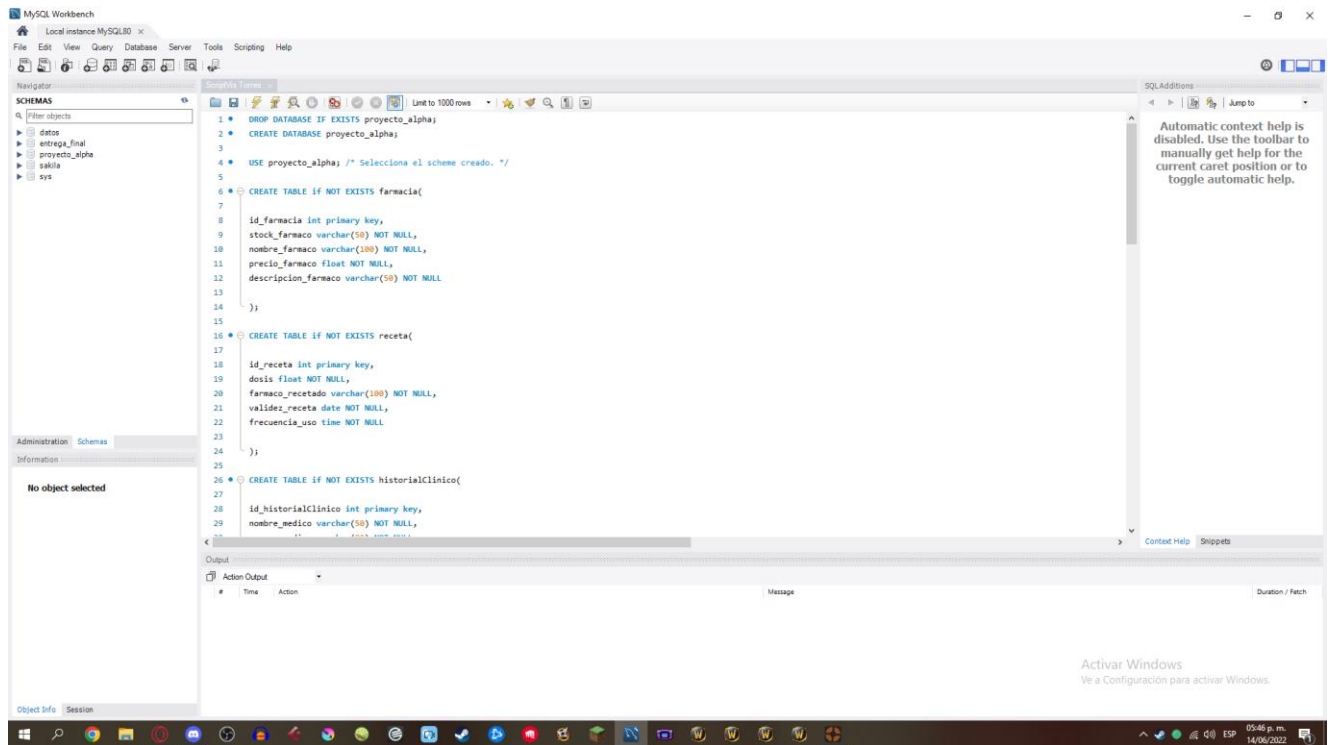 MySQL Workbench
Local instance MySQL80 ×
File Edit View Query Database Server Tools Scripting Help
Navigator
SCHEMAS
Filter objects
datos
entrega_final
proyecto_alpha
sakila
sys
Administration Schemas
Information
No object selected
Object Info Session
Limit to 1000 rows
1 DROP DATABASE IF EXISTS proyecto_alpha;
2 CREATE DATABASE proyecto_alpha;
3
4 USE proyecto_alpha; /* Selecciona el scheme creado. */
5
6 CREATE TABLE if NOT EXISTS farmacia(
7
8 id_farmacia int primary key,
9 stock_farmaco varchar(50) NOT NULL,
10 nombre_farmaco varchar(100) NOT NULL,
11 precio_farmaco float NOT NULL,
12 descripcion_farmaco varchar(50) NOT NULL
13
14 );
15
16 CREATE TABLE if NOT EXISTS receta(
17
18 id_receta int primary key,
19 dosis float NOT NULL,
20 farmaco_recetado varchar(100) NOT NULL,
21 validez_receta date NOT NULL,
22 frecuencia_uso time NOT NULL
23
24 );
25
26 CREATE TABLE if NOT EXISTS historialClinico(
27
28 id_historialClinico int primary key,
29 nombre_medico varchar(50) NOT NULL,
Output
Action Output
# Time Action Message Duration / Fetch
SQLAdditions
Jump to
Automatic context help is
disabled. Use the toolbar to
manually get help for the
current caret position or to
toggle automatic help.
Context Help Snippets
Activar Windows
Ve a Configuración para activar Windows.
ESP
05:46 p. m.
14/06/2022